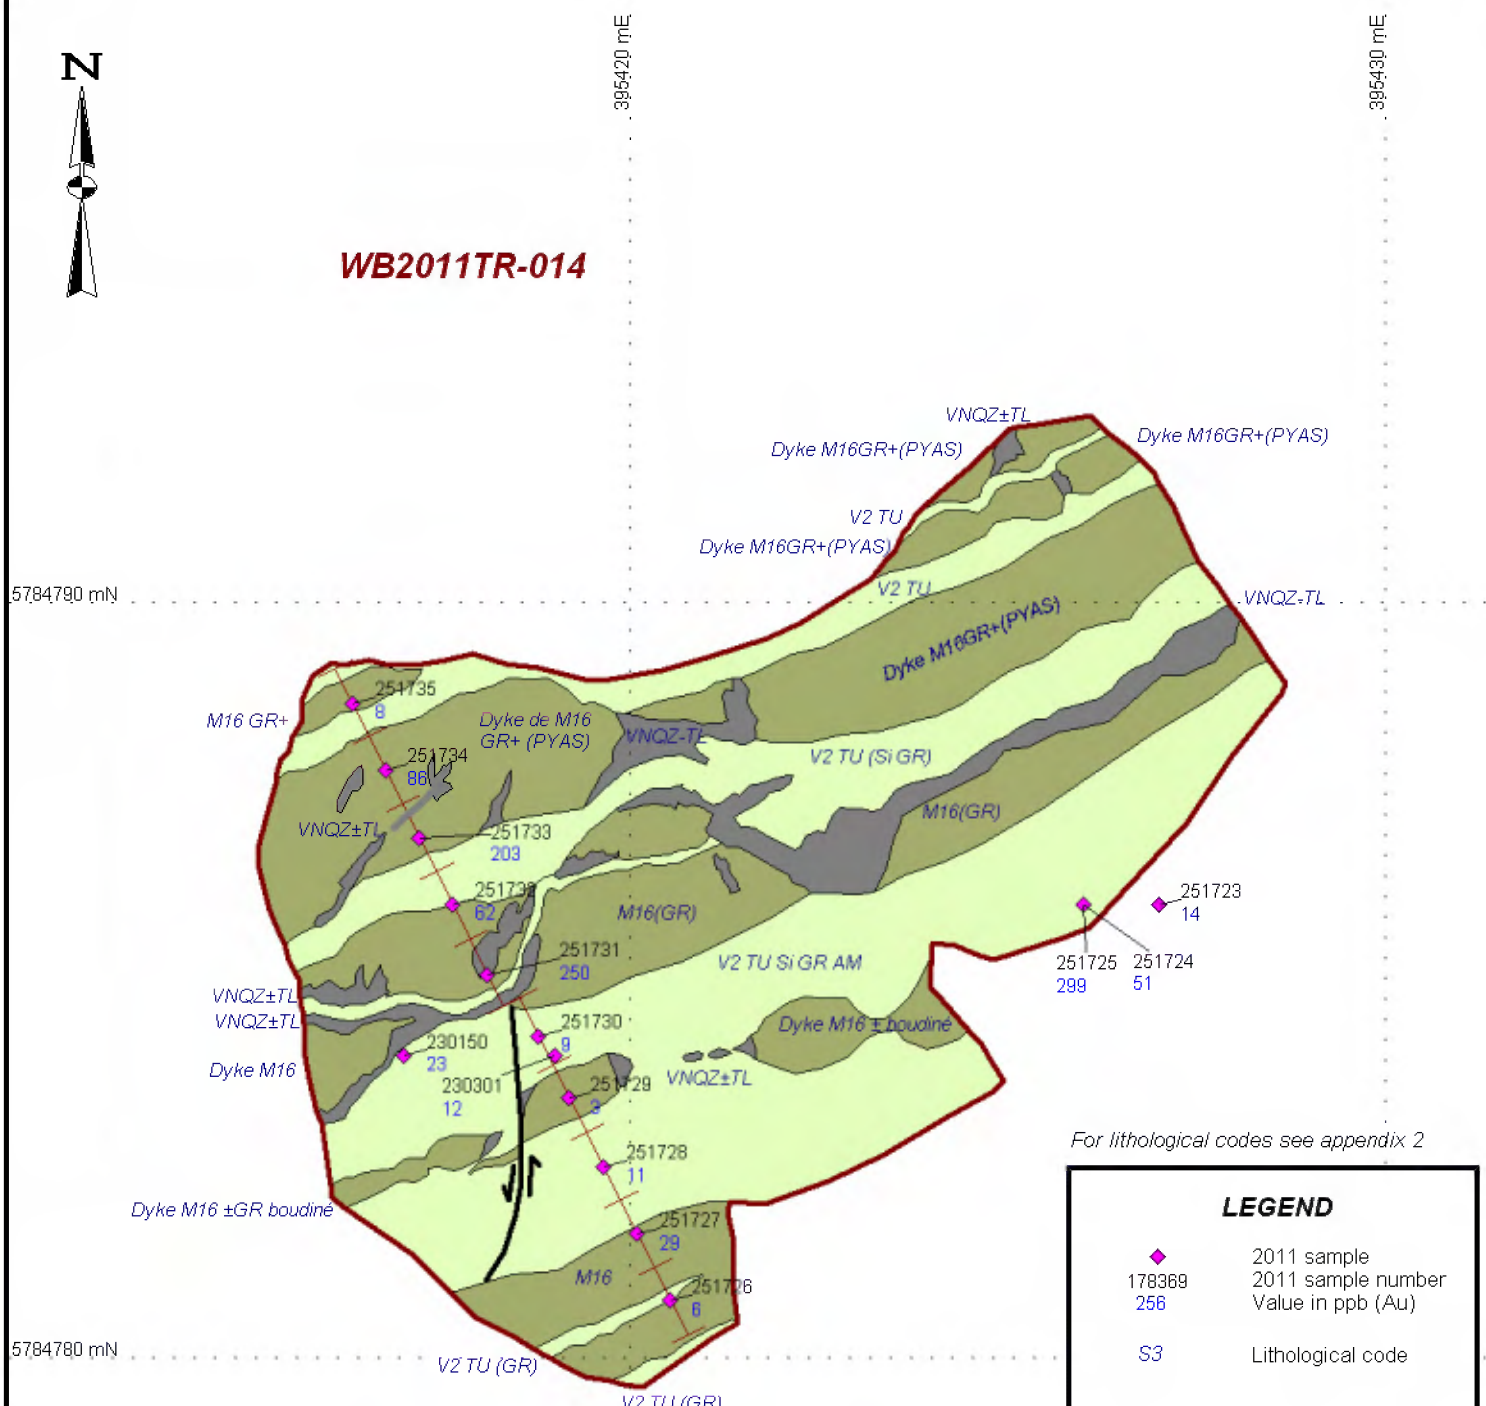 395420 mE
395430 mE
N
WB2011TR-014
VNQZ±TL
Dyke M16GR+(PYAS)
Dyke M16GR+(PYAS)
V2 TU
Dyke M16GR+(PYAS)
V2 TU
5784790 mN
VNQZ-TL
Dyke M16GR+(PYAS)
251735
8
M16 GR+
Dyke de M16
GR+ (PYAS)
VNQZ-TL
V2 TU (Si GR)
251734
86
VNQZ±TL
M16(GR)
251733
203
251732
62
M16(GR)
251723
14
251731
250
V2 TU Si GR AM
251725
299
251724
51
VNQZ±TL
VNQZ±TL
251730
9
Dyke M16 ± boudiné
230150
23
Dyke M16
230301
12
VNQZ±TL
251729
3
251728
11
For lithological codes see appendix 2
Dyke M16 ±GR boudiné
251727
29
M16
251726
6
5784780 mN
V2 TU (GR)
V2 TU (GR)
LEGEND
2011 sample
178369 2011 sample number
256 Value in ppb (Au)
S3 Lithological code